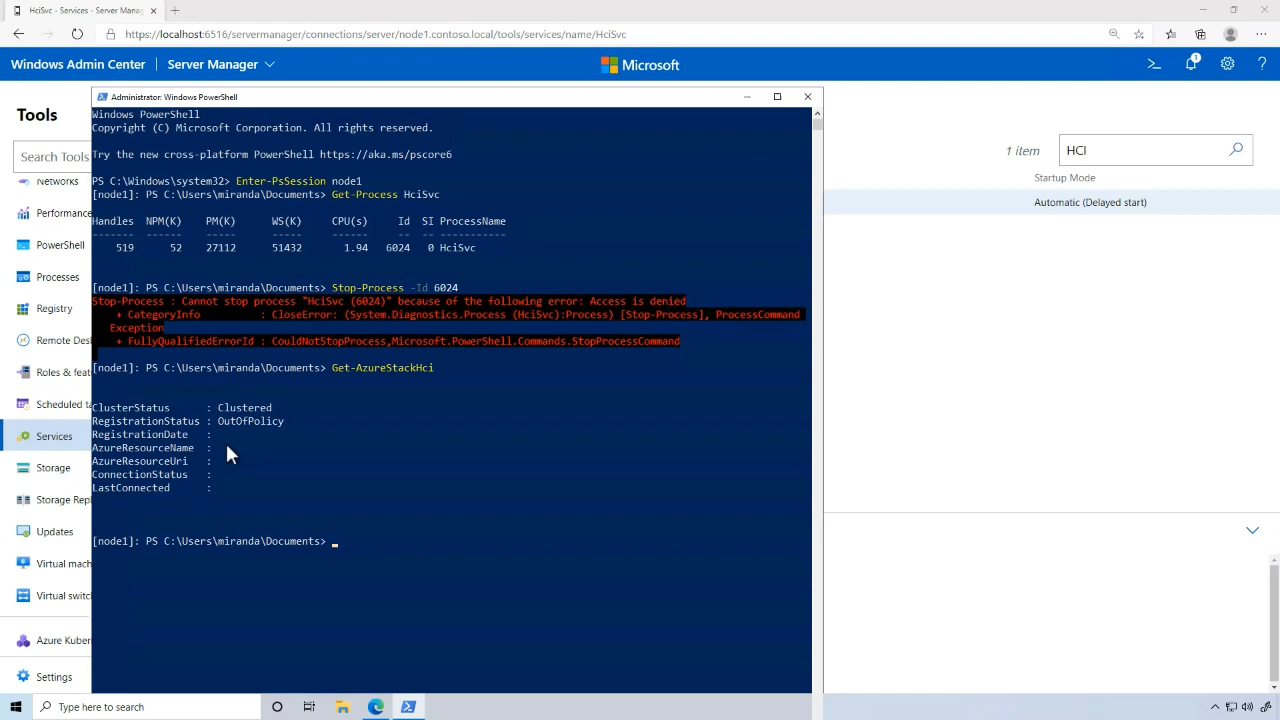 HciSvc - Services - Server Manag
https://localhost:6516/servermanager/connections/server/node1.contoso.local/tools/services/name/HciSvc
Windows Admin Center
Server Manager
Microsoft
1
?
Tools
Search Tools
networks
Performance
PowerShell
Processes
Registry
Remote Des
Roles & featu
Scheduled ta
Services
Storage
Storage Rep
Updates
Virtual mach
Virtual switc
Azure Kuber
Settings
Administrator: Windows PowerShell
Windows PowerShell
Copyright (C) Microsoft Corporation. All rights reserved.
Try the new cross-platform PowerShell https://aka.ms/pscore6
PS C:\Windows\system32> Enter-PsSession node1
[node1]: PS C:\Users\miranda\Documents> Get-Process HciSvc
Handles  NPM(K)    PM(K)      WS(K)     CPU(s)     Id  SI ProcessName
-------  ------    -----      -----     ------     --  -- -----------
    519      52    27112      51432       1.94   6024   0 HciSvc
[node1]: PS C:\Users\miranda\Documents> Stop-Process -Id 6024
Stop-Process : Cannot stop process "HciSvc (6024)" because of the following error: Access is denied
    + CategoryInfo          : CloseError: (System.Diagnostics.Process (HciSvc):Process) [Stop-Process], ProcessCommand
   Exception
    + FullyQualifiedErrorId : CouldNotStopProcess,Microsoft.PowerShell.Commands.StopProcessCommand
[node1]: PS C:\Users\miranda\Documents> Get-AzureStackHci
ClusterStatus      : Clustered
RegistrationStatus : OutOfPolicy
RegistrationDate   :
AzureResourceName  :
AzureResourceUri   :
ConnectionStatus   :
LastConnected      :
[node1]: PS C:\Users\miranda\Documents>
1 item
HCI
Startup Mode
Automatic (Delayed start)
Type here to search